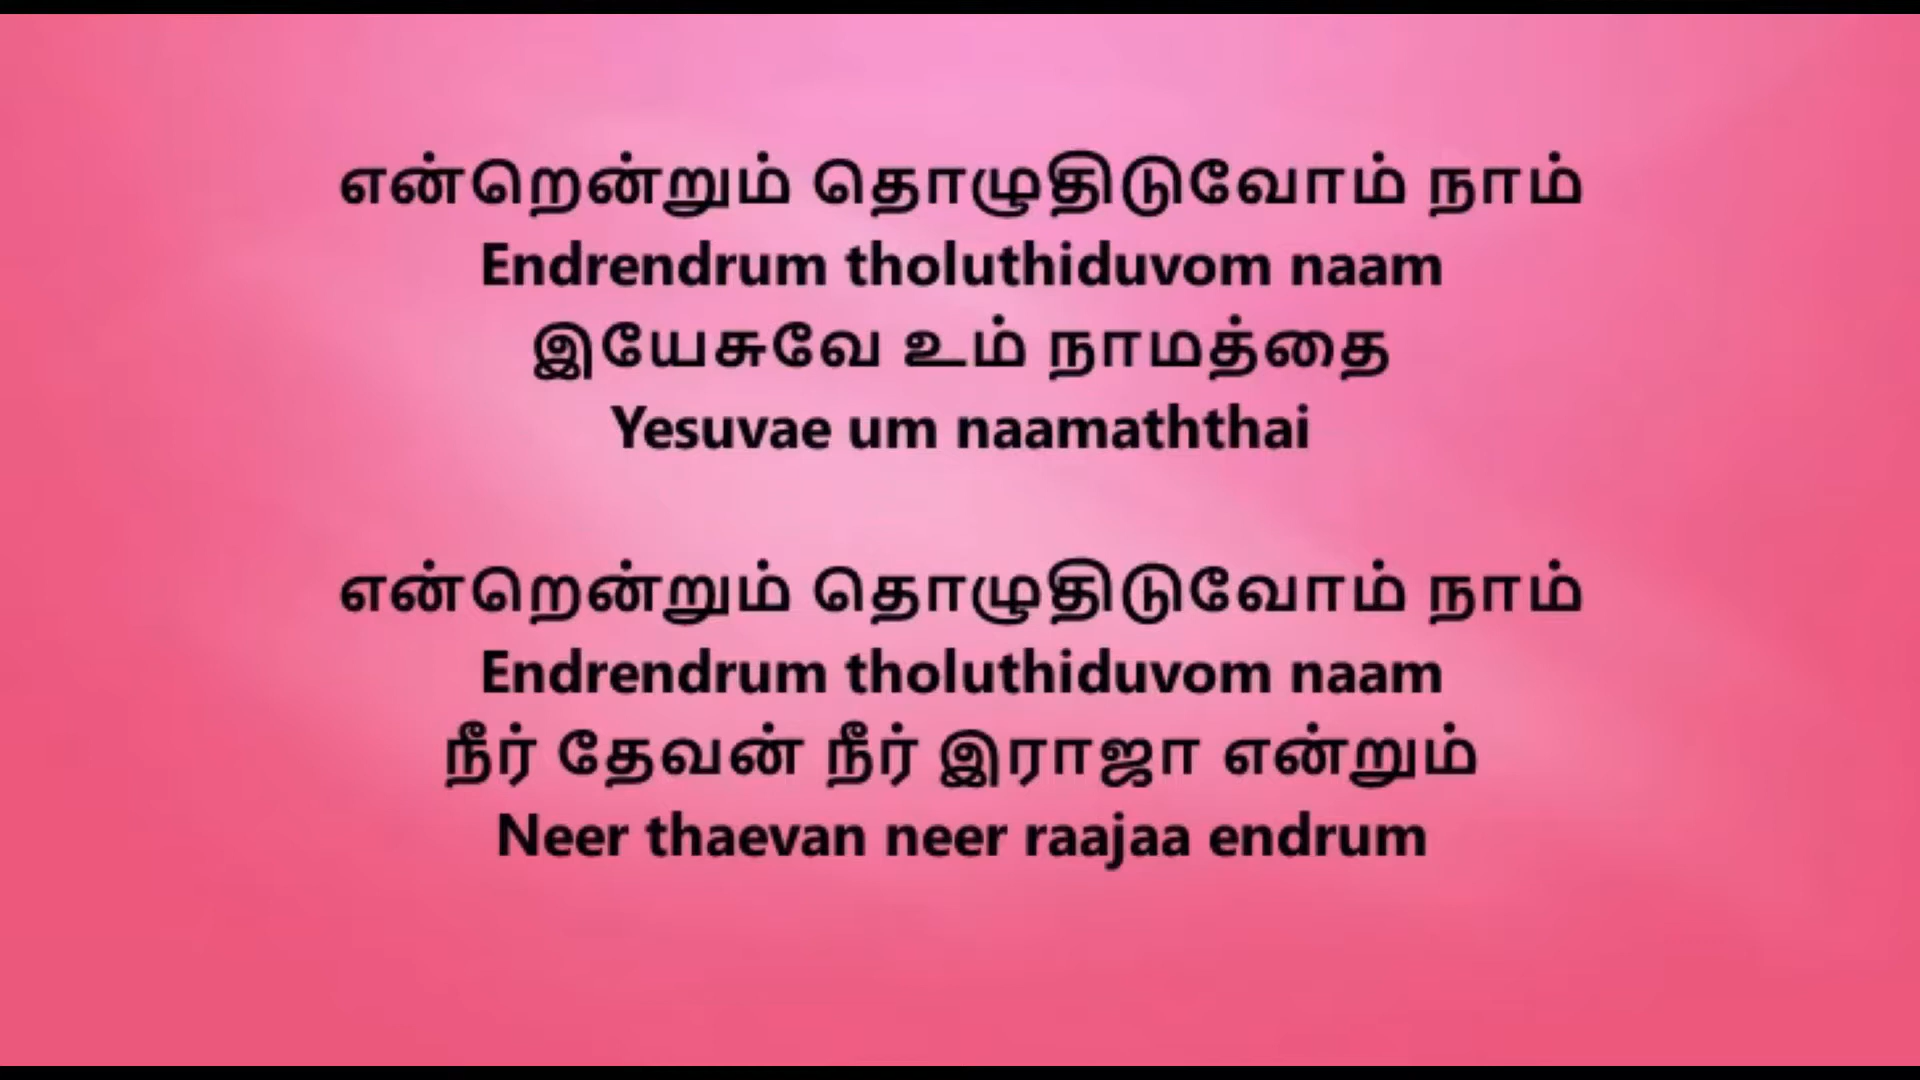 என்றென்றும் தொழுதிடுவோம் நாம்
Endrendrum tholuthiduvom naam
இயேசுவே உம் நாமத்தை
Yesuvae um naamaththai
என்றென்றும் தொழுதிடுவோம் நாம்
Endrendrum tholuthiduvom naam
நீர் தேவன் நீர் இராஜா என்றும்
Neer thaevan neer raajaa endrum